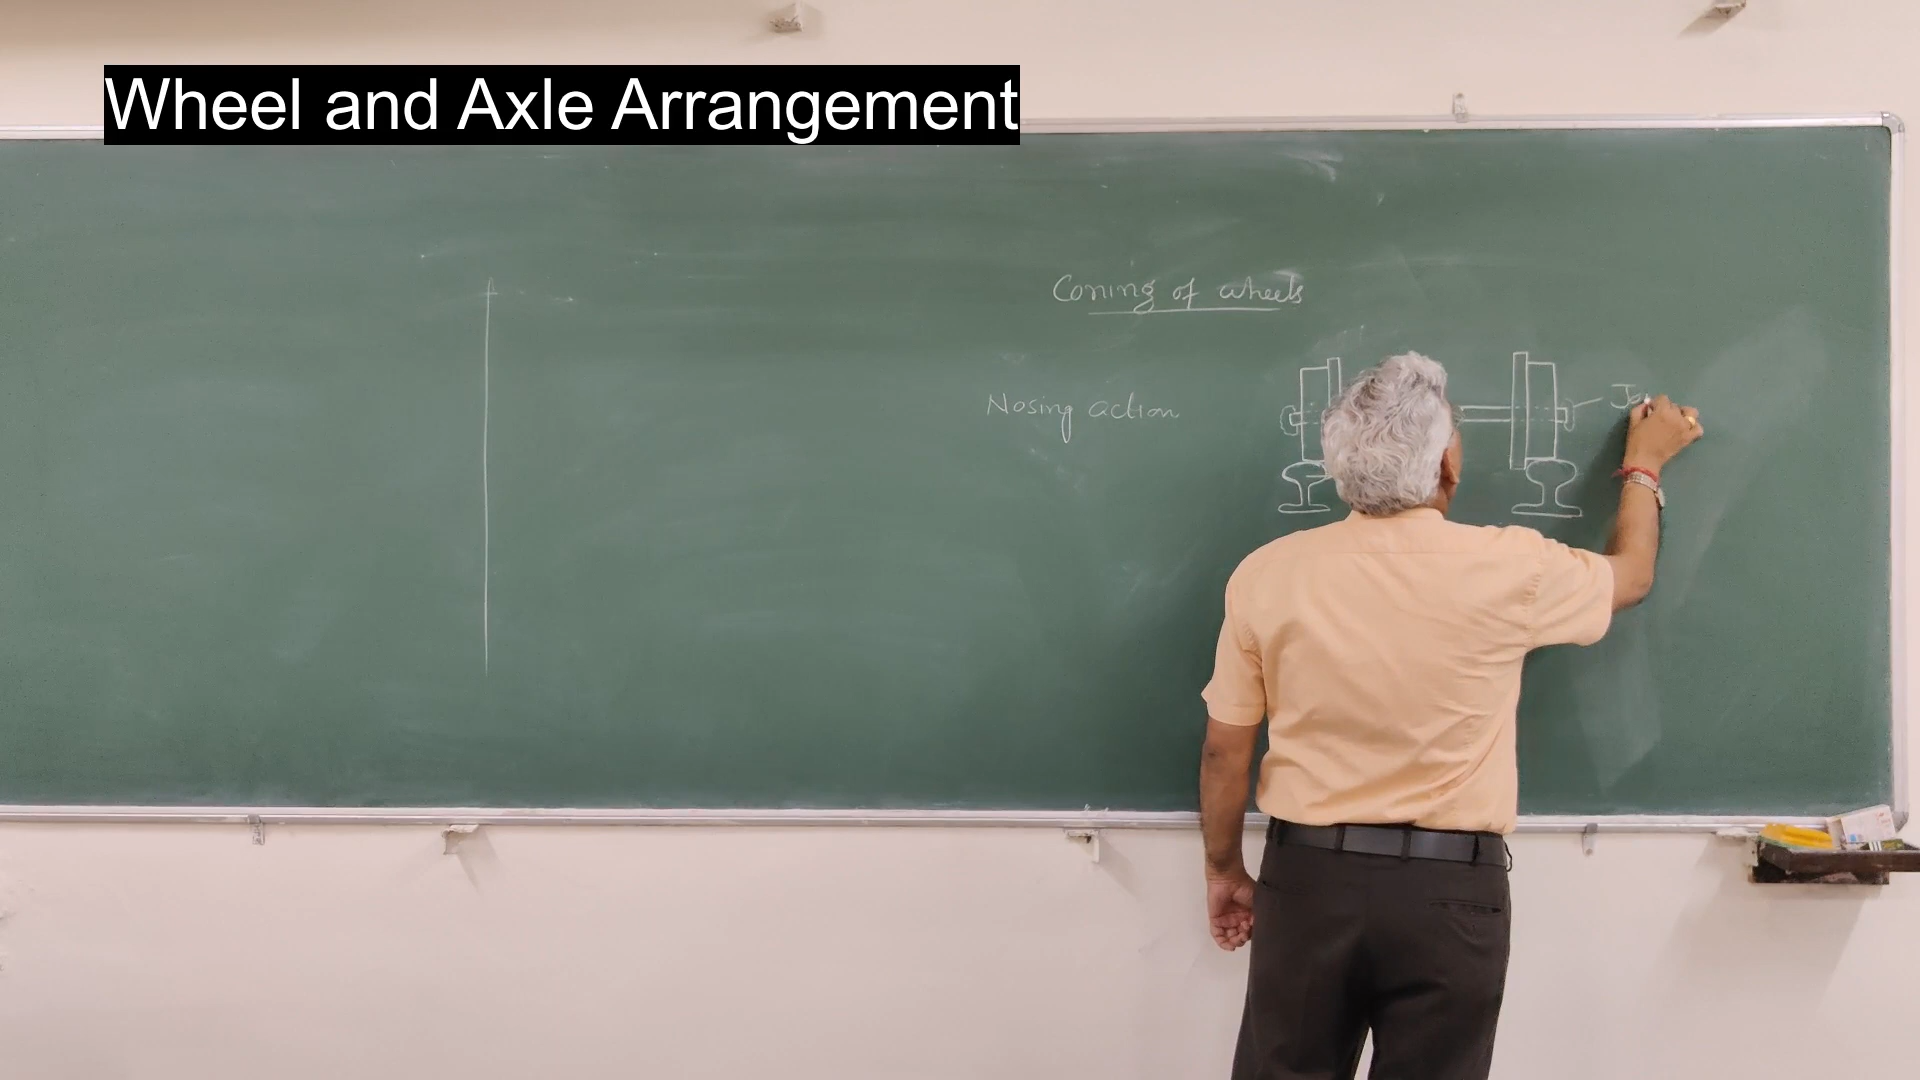 Wheel and Axle Arrangement
Coning of wheels
Nosing action